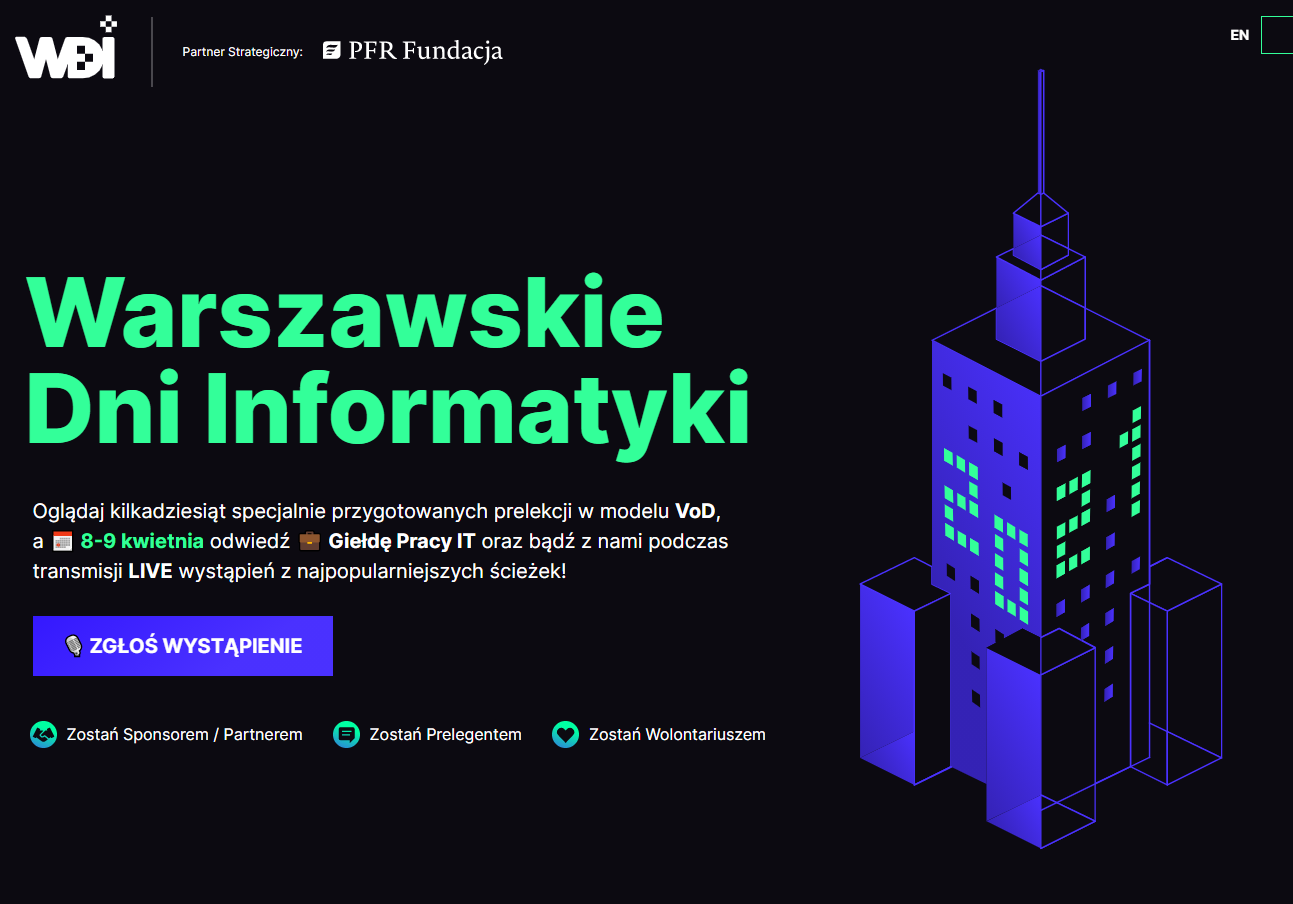 WDI
Partner Strategiczny: PFR Fundacja
EN
Warszawskie
Dni Informatyki
Oglądaj kilkadziesiąt specjalnie przygotowanych prelekcji w modelu VoD,
a 8-9 kwietnia odwiedź Giełdę Pracy IT oraz bądź z nami podczas
transmisji LIVE wystąpień z najpopularniejszych ścieżek!
ZGŁOŚ WYSTĄPIENIE
Zostań Sponsorem / Partnerem Zostań Prelegentem Zostań Wolontariuszem
2021